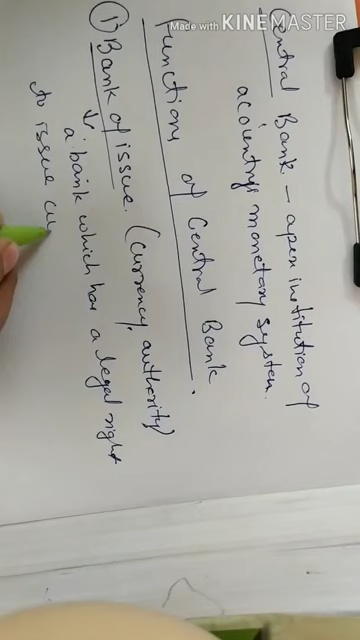 Made with KINEMASTER
Central Bank - apex institution of
a country's monetary system.
Functions of Central Bank.
① Bank of issue. (currency authority)
↓
a bank which has a legal right
to issue cu